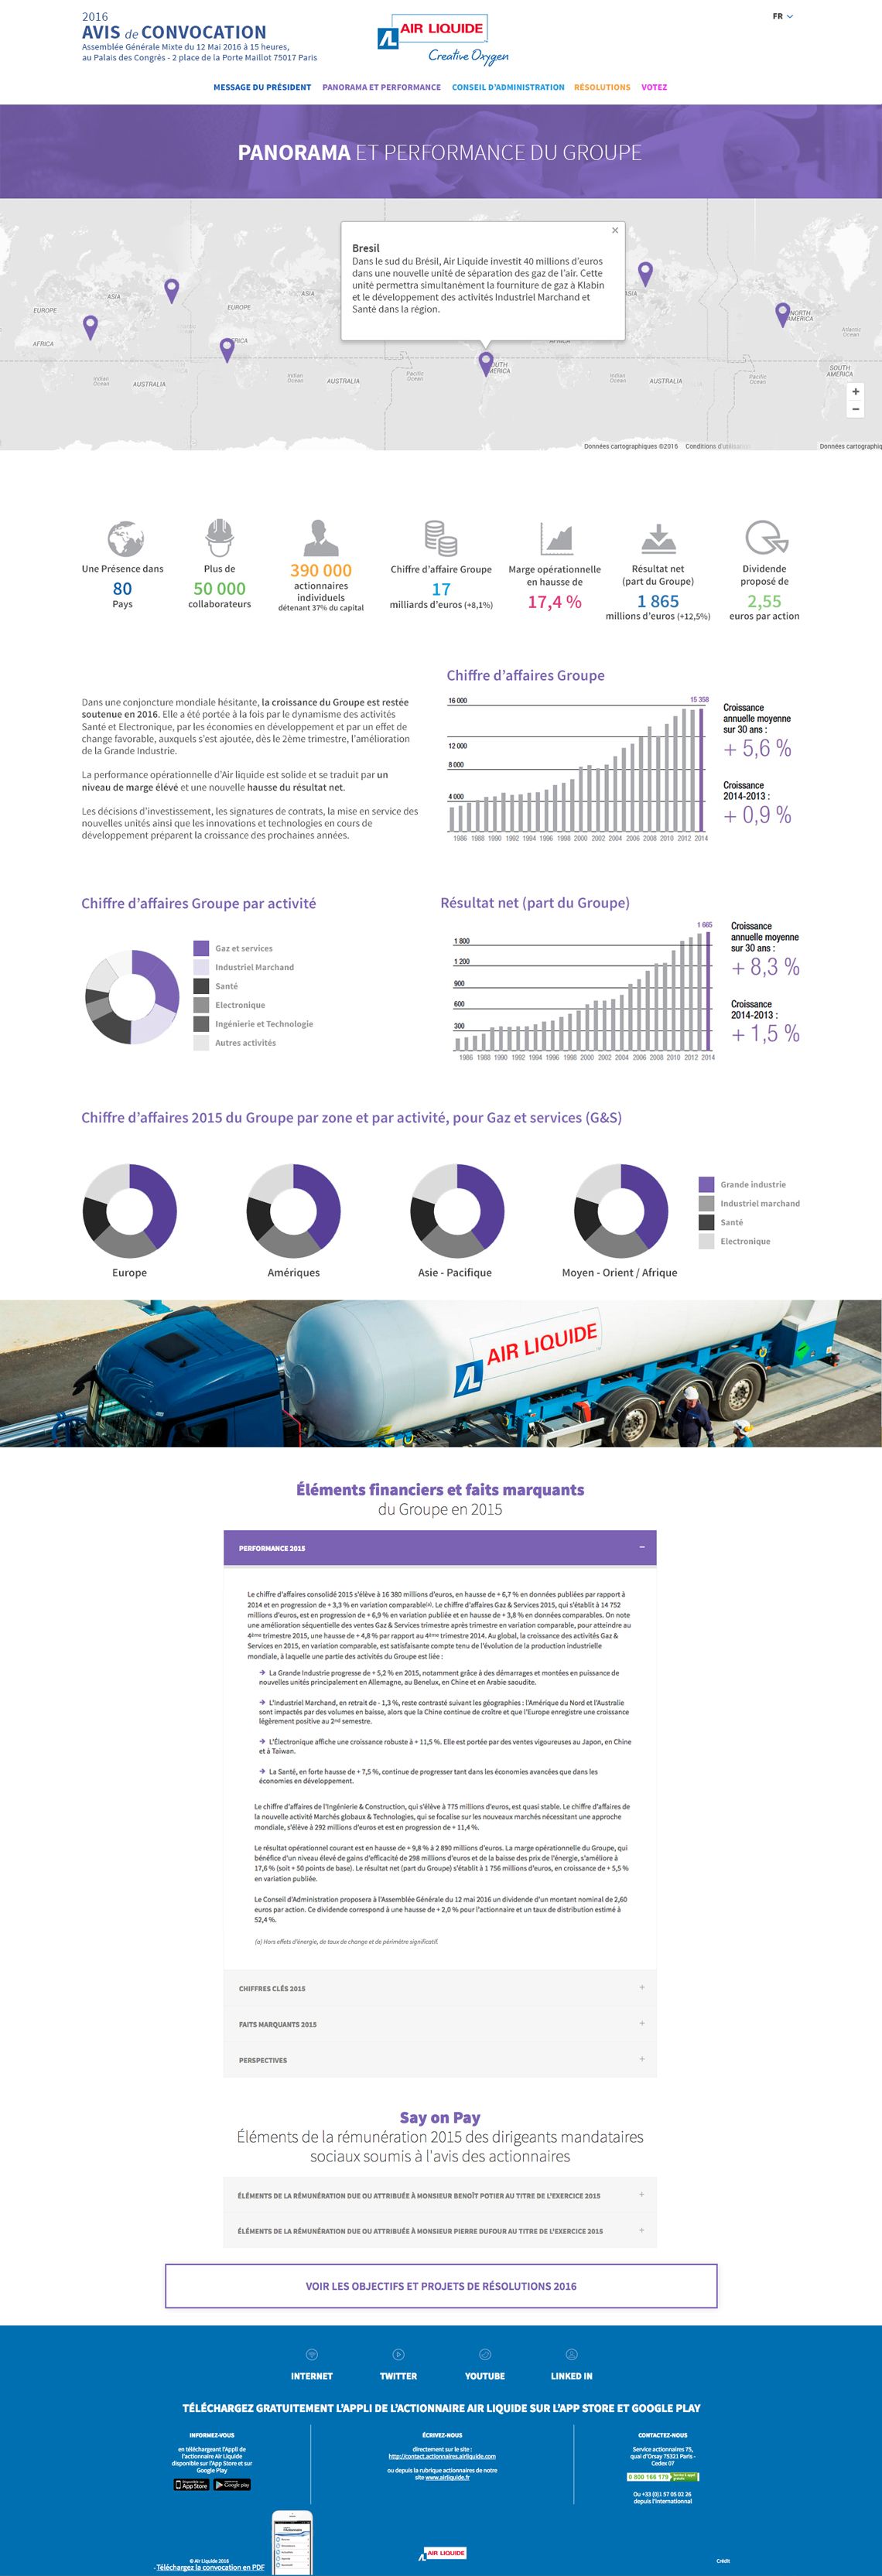 2016
AVIS de CONVOCATION
Assemblée Générale Mixte du 12 Mai 2016 à 15 heures,
au Palais des Congrés - 2 place de la Porte Maillot 75017 Paris
AIR LIQUIDE
Creative Oxygen
FR
MESSAGE DU PRÉSIDENT PANORAMA ET PERFORMANCE CONSEIL D'ADMINISTRATION RÉSOLUTIONS VOTEZ
PANORAMA ET PERFORMANCE DU GROUPE
Bresil
Dans le sud du Brésil, Air Liquide investit 40 millions d'euros
dans une nouvelle unité de séparation des gaz de l'air. Cette
unité permettra simultanément la fourniture de gaz à Klabin
et le développement des activités Industriel Marchand et
Santé dans la région.
EUROPE
ASIA
AFRICA
Indian
Ocean
AUSTRALIA
EUROPE
ASIA
Indian
Ocean
AUSTRALIA
Pacific
Ocean
Indian
Ocean
AUSTRALIA
Pacific
Ocean
NORTH
AMERICA
Atlantic
Ocean
SOUTH
AMERICA
+
−
Données cartographiques ©2016
Une Présence dans
80
Pays
Plus de
50 000
collaborateurs
390 000
actionnaires
individuels
détenant 37% du capital
Chiffre d'affaire Groupe
17
milliards d'euros (+8,1%)
Marge opérationnelle
en hausse de
17,4 %
Résultat net
(part du Groupe)
1 865
millions d'euros (+12,5%)
Dividende
proposé de
2,55
euros par action
Dans une conjoncture mondiale hésitante, la croissance du Groupe est restée
soutenue en 2016. Elle a été portée à la fois par le dynamisme des activités
Santé et Electronique, par les économies en développement et par un effet de
change favorable, auxquels s'est ajoutée, dès le 2ème trimestre, l'amélioration
de la Grande Industrie.
La performance opérationnelle d'Air liquide est solide et se traduit par un
niveau de marge élévé et une nouvelle hausse du résultat net.
Les décisions d'investissement, les signatures de contrats, la mise en service des
nouvelles unités ainsi que les innovations et technologies en cours de
développement préparent la croissance des prochaines années.
Chiffre d'affaires Groupe
16 000
15 358
12 000
8 000
4 000
1986 1988 1990 1992 1994 1996 1998 2000 2002 2004 2006 2008 2010 2012 2014
Croissance
annuelle moyenne
sur 30 ans :
+ 5,6 %
Croissance
2014-2013 :
+ 0,9 %
Chiffre d'affaires Groupe par activité
Gaz et services
Industriel Marchand
Santé
Electronique
Ingénierie et Technologie
Autres activités
Résultat net (part du Groupe)
1 665
1 800
1 200
900
600
300
1986 1988 1990 1992 1994 1996 1998 2000 2002 2004 2006 2008 2010 2012 2014
Croissance
annuelle moyenne
sur 30 ans :
+ 8,3 %
Croissance
2014-2013 :
+ 1,5 %
Chiffre d'affaires 2015 du Groupe par zone et par activité, pour Gaz et services (G&S)
Europe
Amériques
Asie - Pacifique
Moyen - Orient / Afrique
Grande industrie
Industriel marchand
Santé
Electronique
AIR LIQUIDE
Éléments financiers et faits marquants
du Groupe en 2015
PERFORMANCE 2015 −
Le chiffre d'affaires consolidé 2015 s'élève à 16 380 millions d'euros, en hausse de + 6,7 % en données publiées par rapport à
2014 et en progression de + 3,3 % en variation comparable(a). Le chiffre d'affaires Gaz & Services 2015, qui s'établit à 14 752
millions d'euros, est en progression de + 6,9 % en variation publiée et en hausse de + 3,8 % en données comparables. On note
une amélioration séquentielle des ventes Gaz & Services trimestre après trimestre en variation comparable, pour atteindre au
4ème trimestre 2015, une hausse de + 4,8 % par rapport au 4ème trimestre 2014. Au global, la croissance des activités Gaz &
Services en 2015, en variation comparable, est satisfaisante compte tenu de l'évolution de la production industrielle
mondiale, à laquelle une partie des activités du Groupe est liée :
→ La Grande Industrie progresse de + 5,2 % en 2015, notamment grâce à des démarrages et montées en puissance de
nouvelles unités principalement en Allemagne, au Benelux, en Chine et en Arabie saoudite.
→ L'Industriel Marchand, en retrait de - 1,3 %, reste contrasté suivant les géographies : l'Amérique du Nord et l'Australie
sont impactés par des volumes en baisse, alors que la Chine continue de croître et que l'Europe enregistre une croissance
légèrement positive au 2nd semestre.
→ L'Électronique affiche une croissance robuste à + 11,5 %. Elle est portée par des ventes vigoureuses au Japon, en Chine
et à Taiwan.
→ La Santé, en forte hausse de + 7,5 %, continue de progresser tant dans les économies avancées que dans les
économies en développement.
Le chiffre d'affaires de l'Ingénierie & Construction, qui s'élève à 775 millions d'euros, est quasi stable. Le chiffre d'affaires de
la nouvelle activité Marchés globaux & Technologies, qui se focalise sur les nouveaux marchés nécessitant une approche
mondiale, s'élève à 292 millions d'euros et est en progression de + 11,4 %.
Le résultat opérationnel courant est en hausse de + 9,8 % à 2 890 millions d'euros. La marge opérationnelle du Groupe, qui
bénéfice d'un niveau élevé de gains d'efficacité de 298 millions d'euros et de la baisse des prix de l'énergie, s'améliore à
17,6 % (soit + 50 points de base). Le résultat net (part du Groupe) s'établit à 1 756 millions d'euros, en croissance de + 5,5 %
en variation publiée.
Le Conseil d'Administration proposera à l'Assemblée Générale du 12 mai 2016 un dividende d'un montant nominal de 2,60
euros par action. Ce dividende correspond à une hausse de + 2,0 % pour l'actionnaire et un taux de distribution estimé à
52,4 %.
(a) Hors effets d'énergie, de taux de change et de périmètre significatif.
CHIFFRES CLÉS 2015 +
FAITS MARQUANTS 2015 +
PERSPECTIVES +
Say on Pay
Éléments de la rémunération 2015 des dirigeants mandataires
sociaux soumis à l'avis des actionnaires
ÉLÉMENTS DE LA RÉMUNÉRATION DUE OU ATTRIBUÉE À MONSIEUR BENOÎT POTIER AU TITRE DE L'EXERCICE 2015 +
ÉLÉMENTS DE LA RÉMUNÉRATION DUE OU ATTRIBUÉE À MONSIEUR PIERRE DUFOUR AU TITRE DE L'EXERCICE 2015 +
VOIR LES OBJECTIFS ET PROJETS DE RÉSOLUTIONS 2016
INTERNET TWITTER YOUTUBE LINKED IN
TÉLÉCHARGEZ GRATUITEMENT L'APPLI DE L'ACTIONNAIRE AIR LIQUIDE SUR L'APP STORE ET GOOGLE PLAY
INFORMEZ-VOUS
en téléchargeant l'Appli de
l'actionnaire Air Liquide
disponible sur l'App Store et sur
Google Play
App Store Google play
ÉCRIVEZ-NOUS
directement sur le site :
http://contact.actionnaires.airliquide.com
ou depuis la rubrique actionnaires de notre
site www.airliquide.fr
CONTACTEZ-NOUS
Service actionnaires 75,
quai d'Orsay 75321 Paris -
Cedex 07
0 800 166 179
Ou +33 (0)1 57 05 02 26
depuis l'Internationnal
© Air Liquide 2016
- Téléchargez la convocation en PDF
AIR LIQUIDE
Crédit